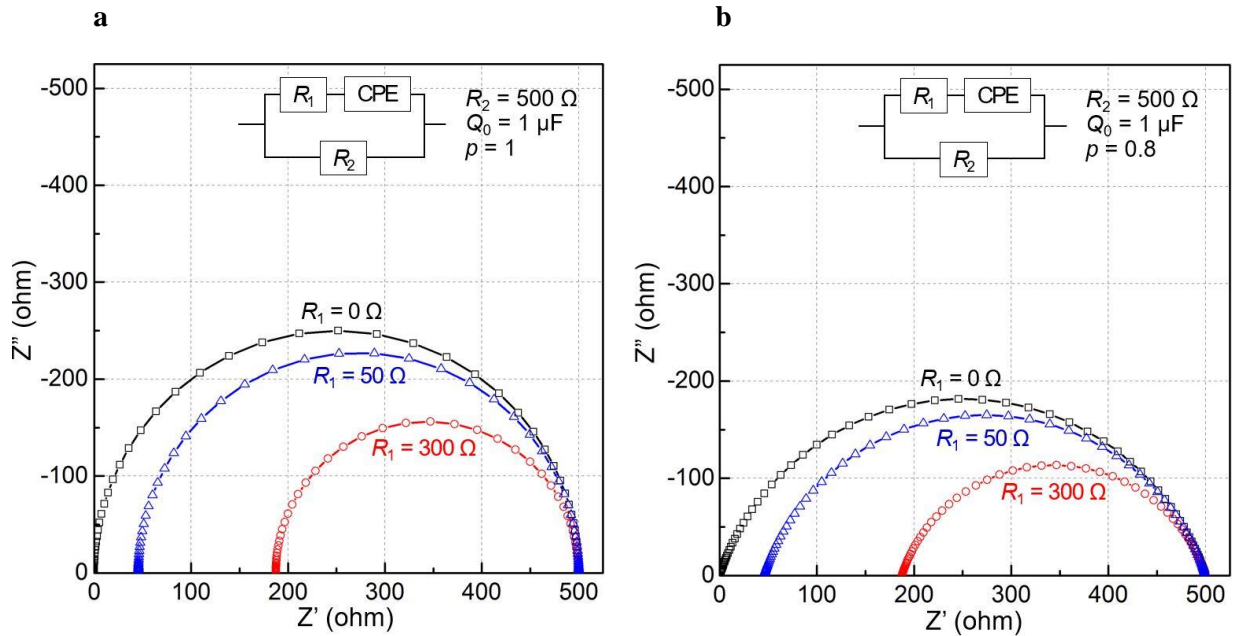 a
b
R1
CPE
R2
R2 = 500 Ω
Q0 = 1 µF
p = 1
-500
-400
-300
-200
-100
0
Z'' (ohm)
R1 = 0 Ω
R1 = 50 Ω
R1 = 300 Ω
0 100 200 300 400 500
Z' (ohm)
R1
CPE
R2
R2 = 500 Ω
Q0 = 1 µF
p = 0.8
-500
-400
-300
-200
-100
0
Z'' (ohm)
R1 = 0 Ω
R1 = 50 Ω
R1 = 300 Ω
0 100 200 300 400 500
Z' (ohm)